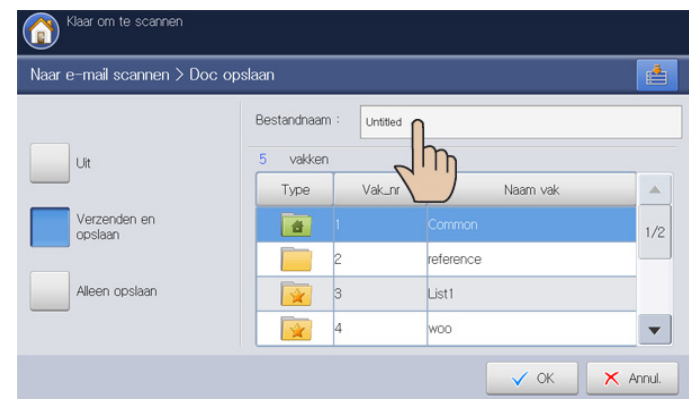 Klaar om te scannen
Naar e-mail scannen > Doc opslaan
Uit
Verzenden en
opslaan
Alleen opslaan
Bestandnaam : Untitled
5 vakken
Type Vak_nr Naam vak
1 Common
2 reference
3 List1
4 woo
1/2
OK Annul.